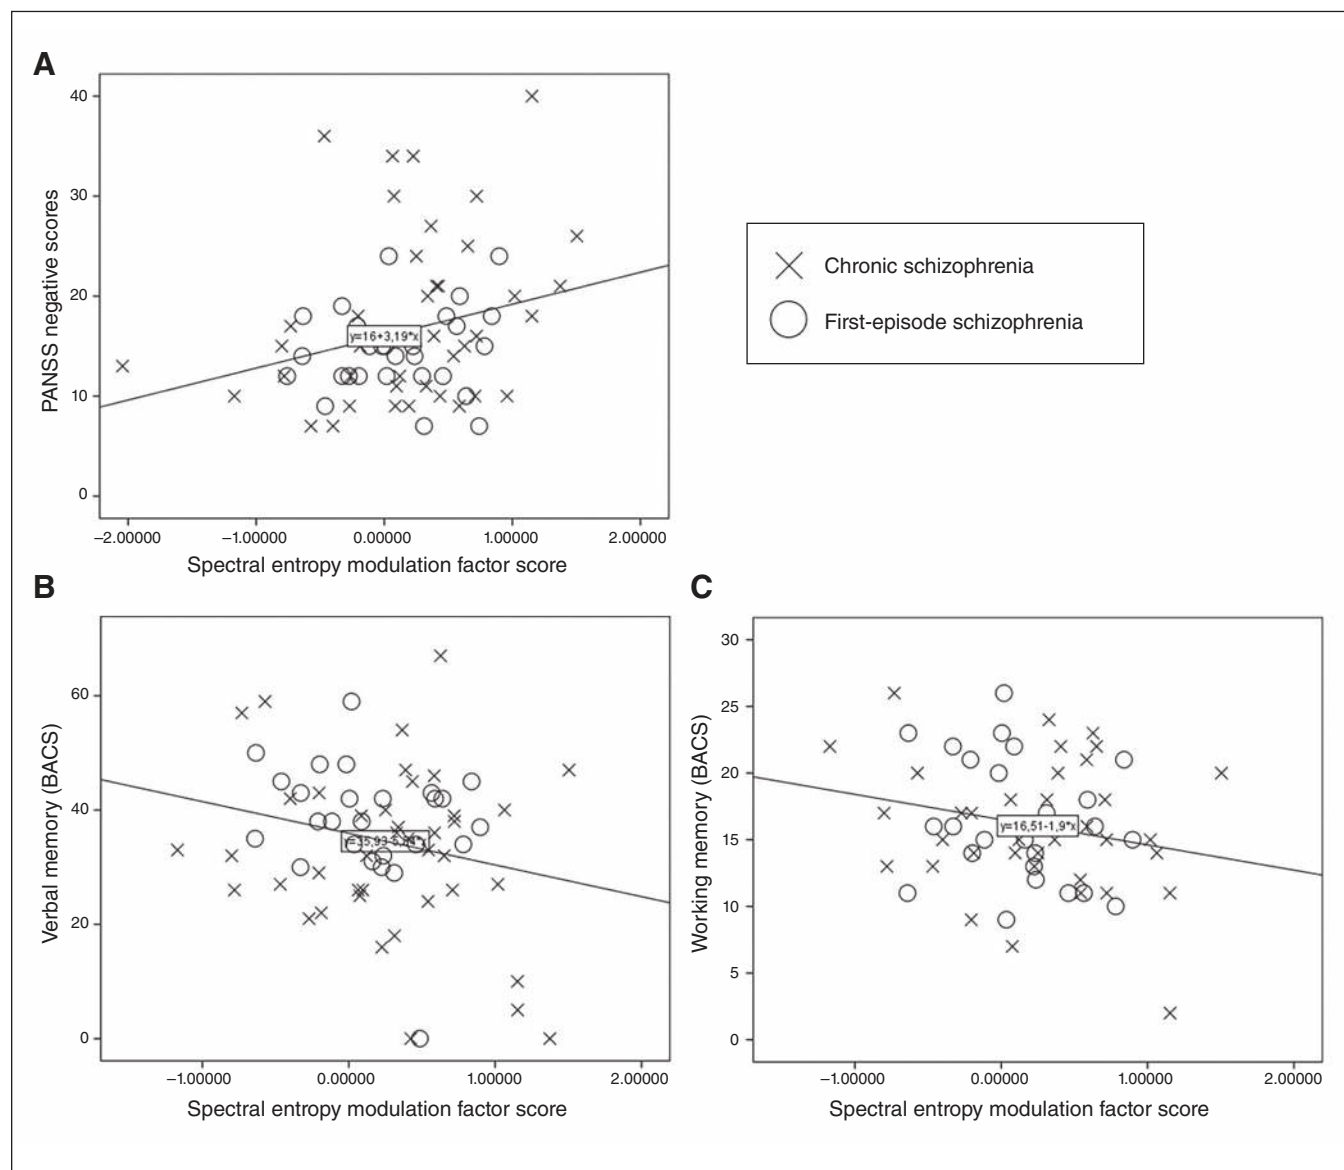 A
40
30
20
10
0
PANSS negative scores
y=16+3,19*x
−2.00000 −1.00000 0.00000 1.00000 2.00000
Spectral entropy modulation factor score
Chronic schizophrenia
First-episode schizophrenia
B
60
40
20
0
Verbal memory (BACS)
−1.00000 0.00000 1.00000 2.00000
Spectral entropy modulation factor score
C
30
25
20
15
10
5
0
Working memory (BACS)
y=16,51-1,9*x
−1.00000 0.00000 1.00000 2.00000
Spectral entropy modulation factor score